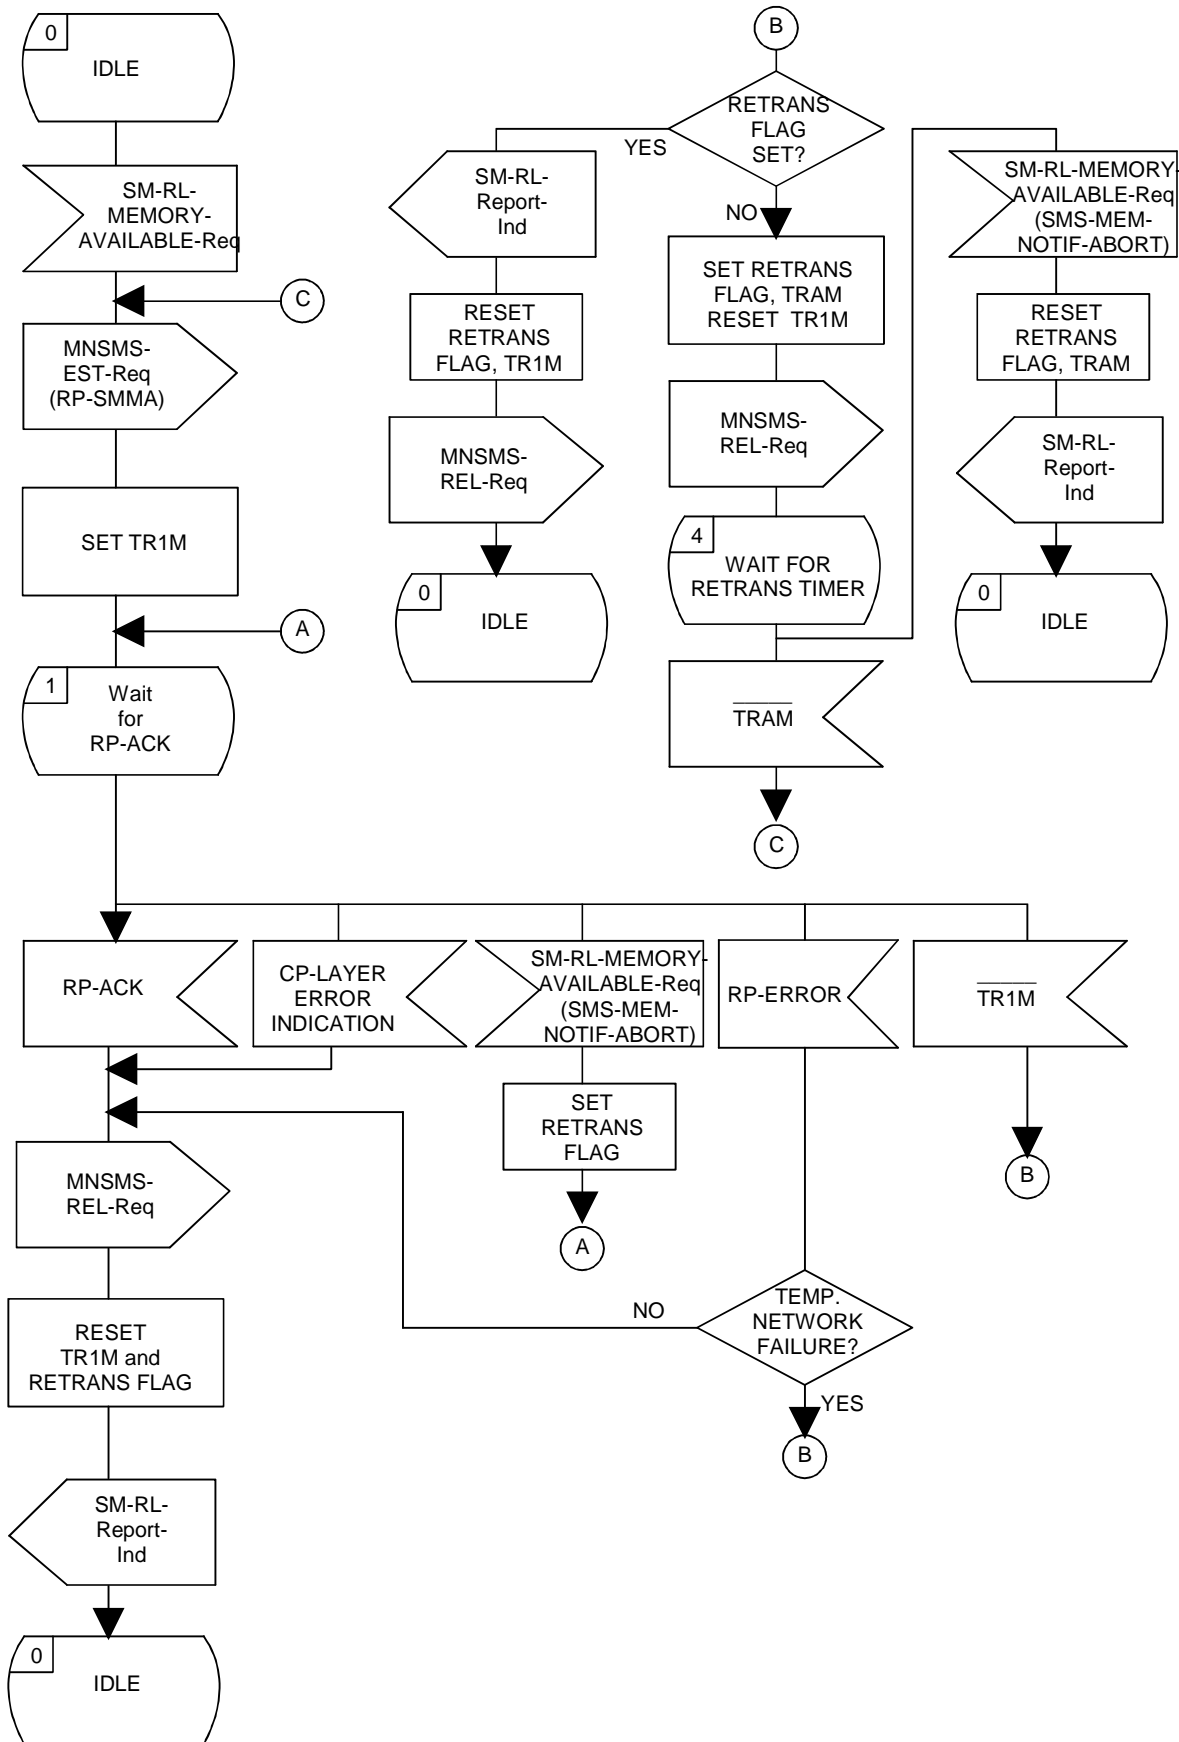 0
IDLE
SM-RL-
MEMORY-
AVAILABLE-Req
C
MNSMS-
EST-Req
(RP-SMMA)
SET TR1M
A
1
Wait
for
RP-ACK
B
RETRANS
FLAG
SET?
YES
NO
SM-RL-
Report-
Ind
RESET
RETRANS
FLAG, TR1M
MNSMS-
REL-Req
0
IDLE
SET RETRANS
FLAG, TRAM
RESET TR1M
MNSMS-
REL-Req
4
WAIT FOR
RETRANS TIMER
TRAM
C
SM-RL-MEMORY-
AVAILABLE-Req
(SMS-MEM-
NOTIF-ABORT)
RESET
RETRANS
FLAG, TRAM
SM-RL-
Report-
Ind
0
IDLE
RP-ACK
CP-LAYER
ERROR
INDICATION
SM-RL-MEMORY-
AVAILABLE-Req
(SMS-MEM-
NOTIF-ABORT)
RP-ERROR
TR1M
SET
RETRANS
FLAG
A
B
MNSMS-
REL-Req
TEMP.
NETWORK
FAILURE?
NO
YES
B
RESET
TR1M and
RETRANS FLAG
SM-RL-
Report-
Ind
0
IDLE